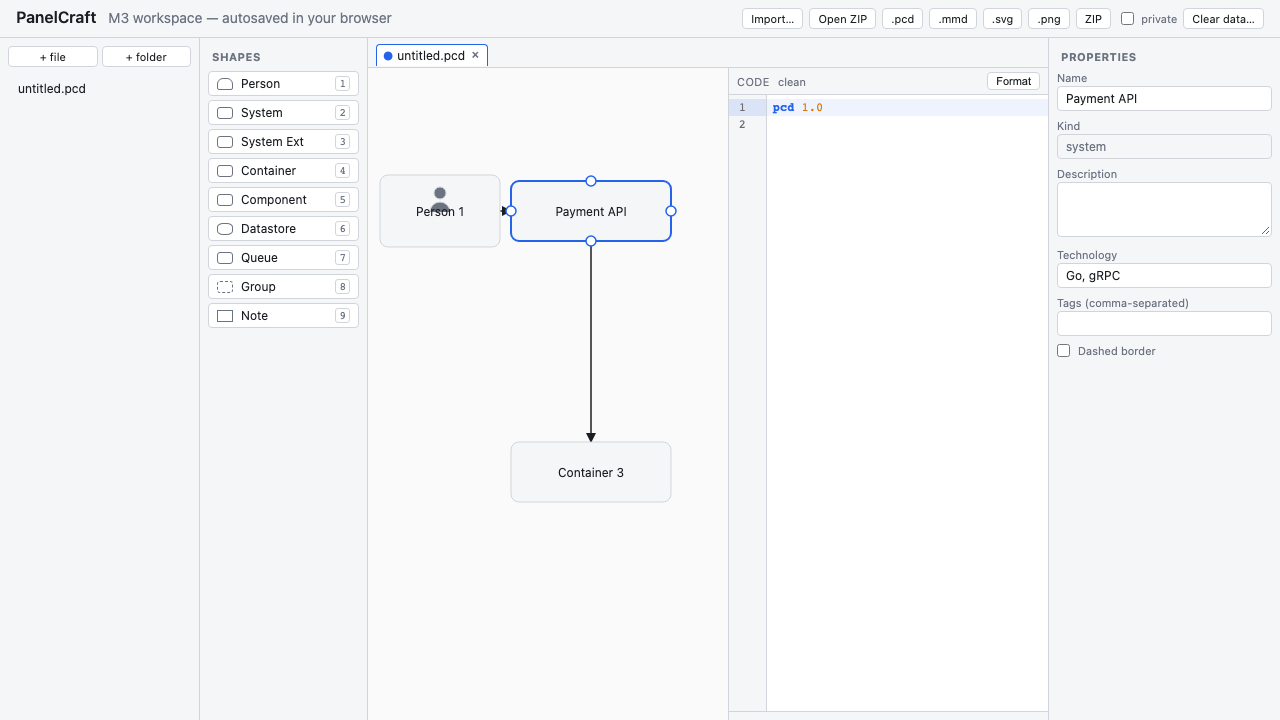 PanelCraft M3 workspace — autosaved in your browser Import... Open ZIP .pcd .mmd .svg .png ZIP private Clear data...
+ file + folder
untitled.pcd
SHAPES
Person 1
System 2
System Ext 3
Container 4
Component 5
Datastore 6
Queue 7
Group 8
Note 9
untitled.pcd ×
Person 1
Payment API
Container 3
CODE clean Format
1 pcd 1.0
2
PROPERTIES
Name
Payment API
Kind
system
Description
Technology
Go, gRPC
Tags (comma-separated)
Dashed border